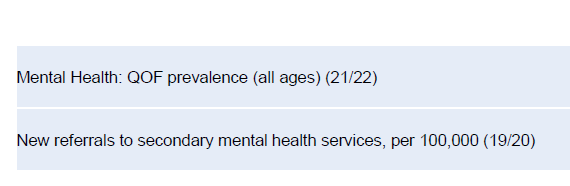 Mental Health: QOF prevalence (all ages) (21/22)
New referrals to secondary mental health services, per 100,000 (19/20)